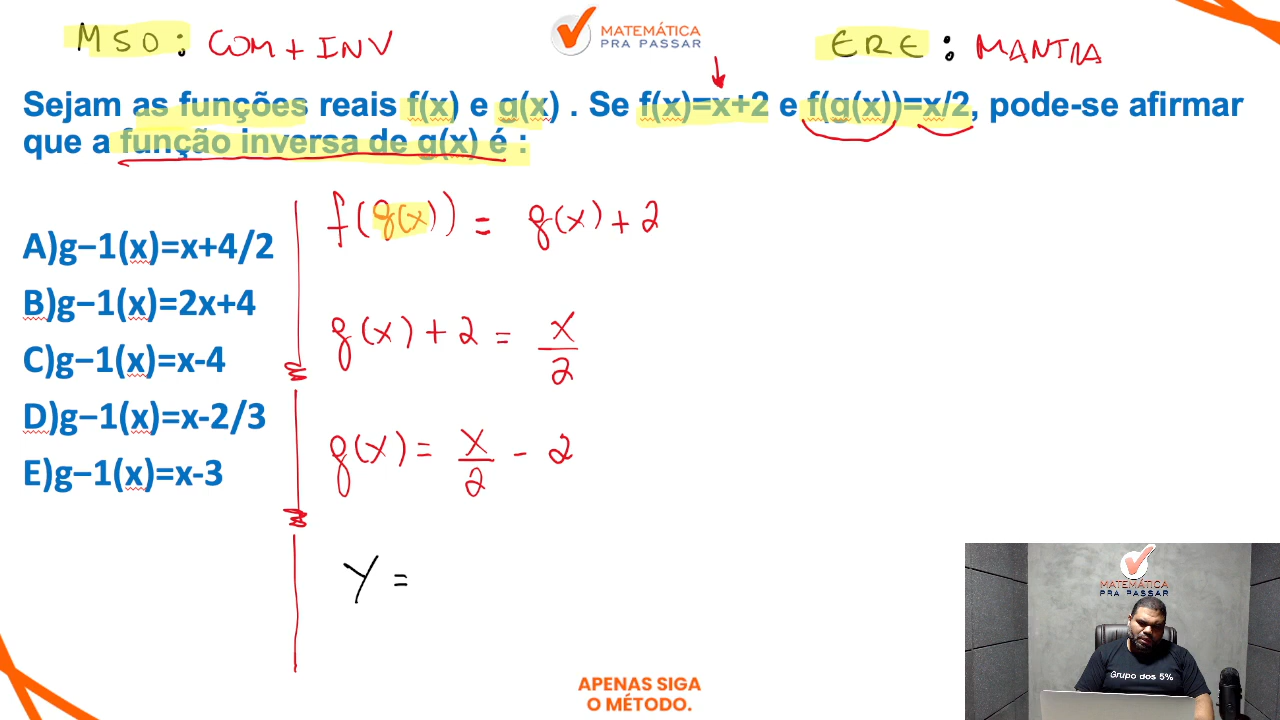 MSO: COM + INV
MATEMÁTICA
PRA PASSAR
ERE: MANTRA
Sejam as funções reais f(x) e g(x) . Se f(x)=x+2 e f(g(x))=x/2, pode-se afirmar
que a função inversa de g(x) é :
A)g−1(x)=x+4/2
B)g−1(x)=2x+4
C)g−1(x)=x-4
D)g−1(x)=x-2/3
E)g−1(x)=x-3
f(g(x)) = g(x) + 2
g(x) + 2 = x/2
g(x) = x/2 - 2
Y =
MATEMÁTICA
PRA PASSAR
Grupo dos 5%
APENAS SIGA
O MÉTODO.